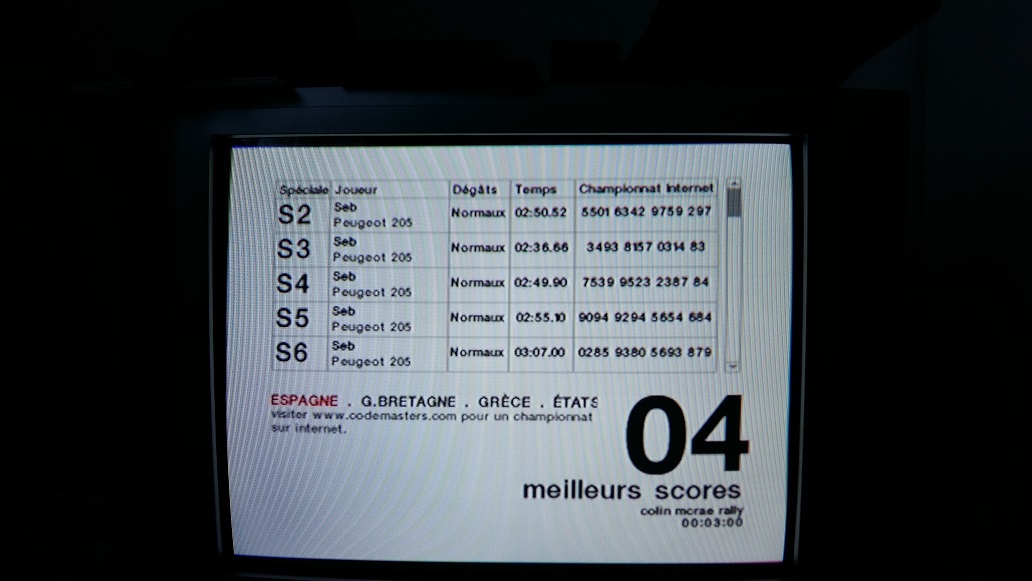 Spéciale Joueur Dégâts Temps Championnat Internet
S2 Seb Peugeot 205 Normaux 02:50.52 5501 6342 9759 297
S3 Seb Peugeot 205 Normaux 02:36.66 3493 8157 0314 83
S4 Seb Peugeot 205 Normaux 02:49.90 7539 9523 2387 84
S5 Seb Peugeot 205 Normaux 02:55.10 9094 9294 5654 684
S6 Seb Peugeot 205 Normaux 03:07.00 0285 9380 5693 879
ESPAGNE . G.BRETAGNE . GRÈCE . ÉTATS
visiter www.codemasters.com pour un championnat
sur internet.
04
meilleurs scores
colin mcrae rally
00:03:00